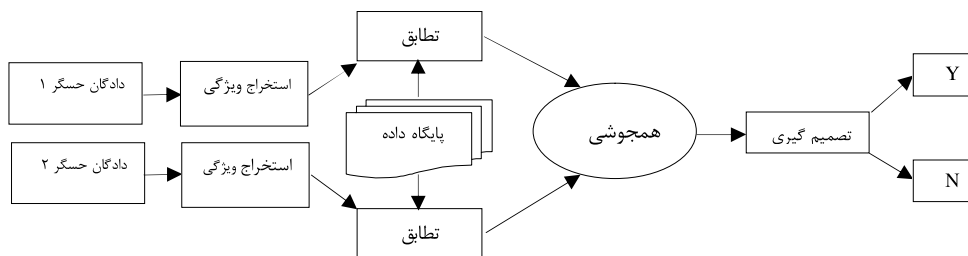 دادگان حسگر ۱
استخراج ویژگی
تطابق
پایگاه داده
دادگان حسگر ۲
استخراج ویژگی
تطابق
همجوشی
تصمیم گیری
Y
N